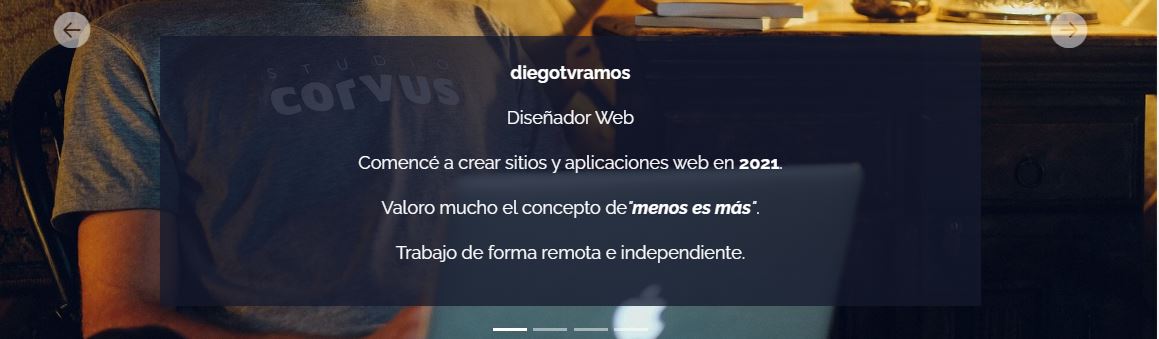 STUDIO
corvus
diegotvramos
Diseñador Web
Comencé a crear sitios y aplicaciones web en 2021.
Valoro mucho el concepto de"menos es más".
Trabajo de forma remota e independiente.